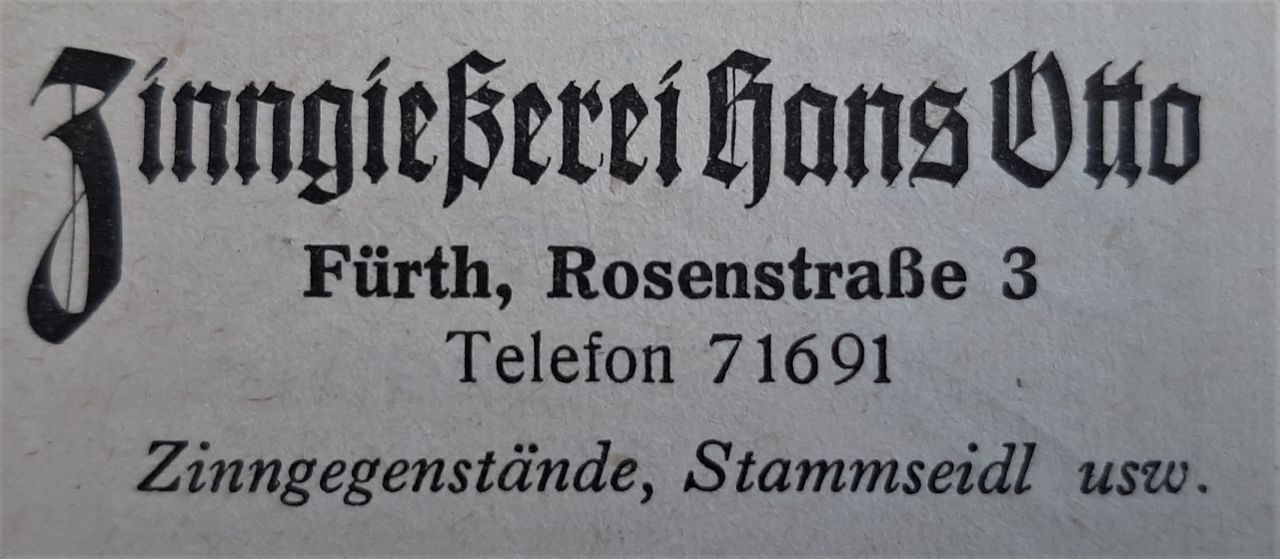 Zinngießerei Hans Otto
Fürth, Rosenstraße 3
Telefon 71691
Zinngegenstände, Stammseidl usw.